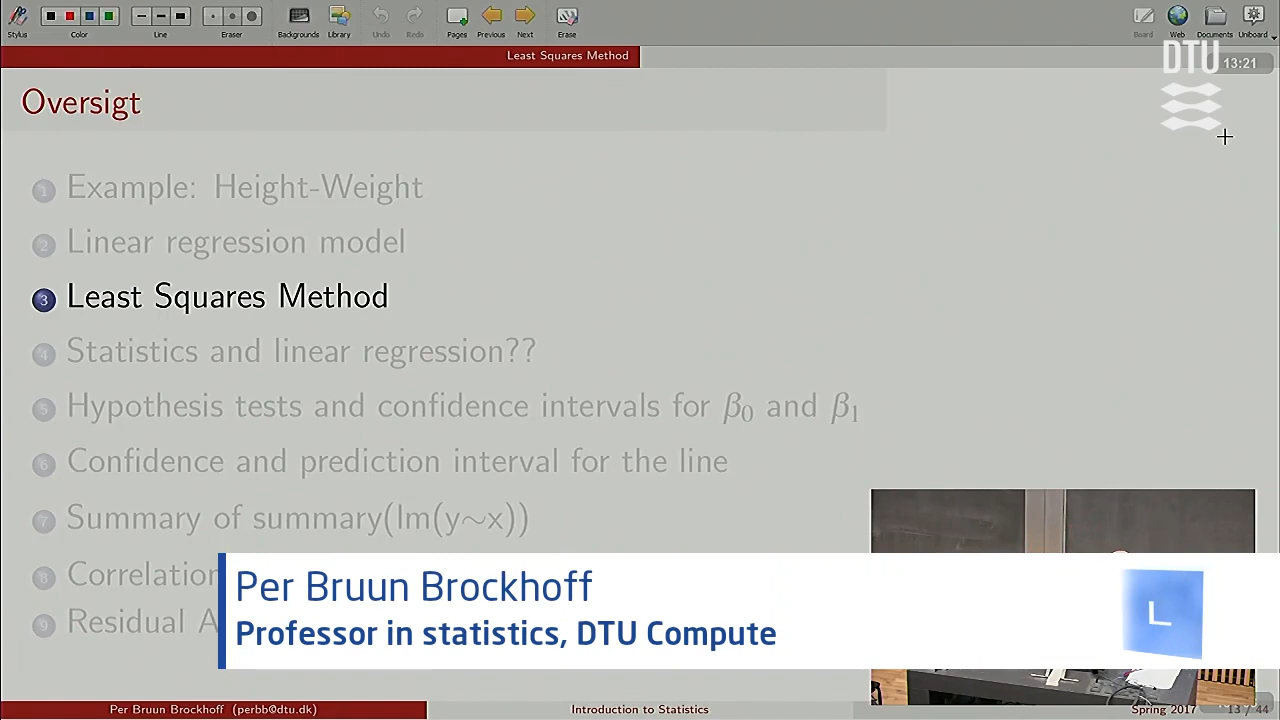 Stylus
Color
Line
Eraser
Backgrounds
Library
Undo
Redo
Pages
Previous
Next
Erase
Board
Web
Documents
Uniboard
Least Squares Method
DTU
13:21
Oversigt
1 Example: Height-Weight
2 Linear regression model
3 Least Squares Method
4 Statistics and linear regression??
5 Hypothesis tests and confidence intervals for β0 and β1
6 Confidence and prediction interval for the line
7 Summary of summary(lm(y~x))
8 Correlation
9 Residual A
Per Bruun Brockhoff
Professor in statistics, DTU Compute
L
Per Bruun Brockhoff (perbb@dtu.dk)
Introduction to Statistics
Spring 2017
13 / 44